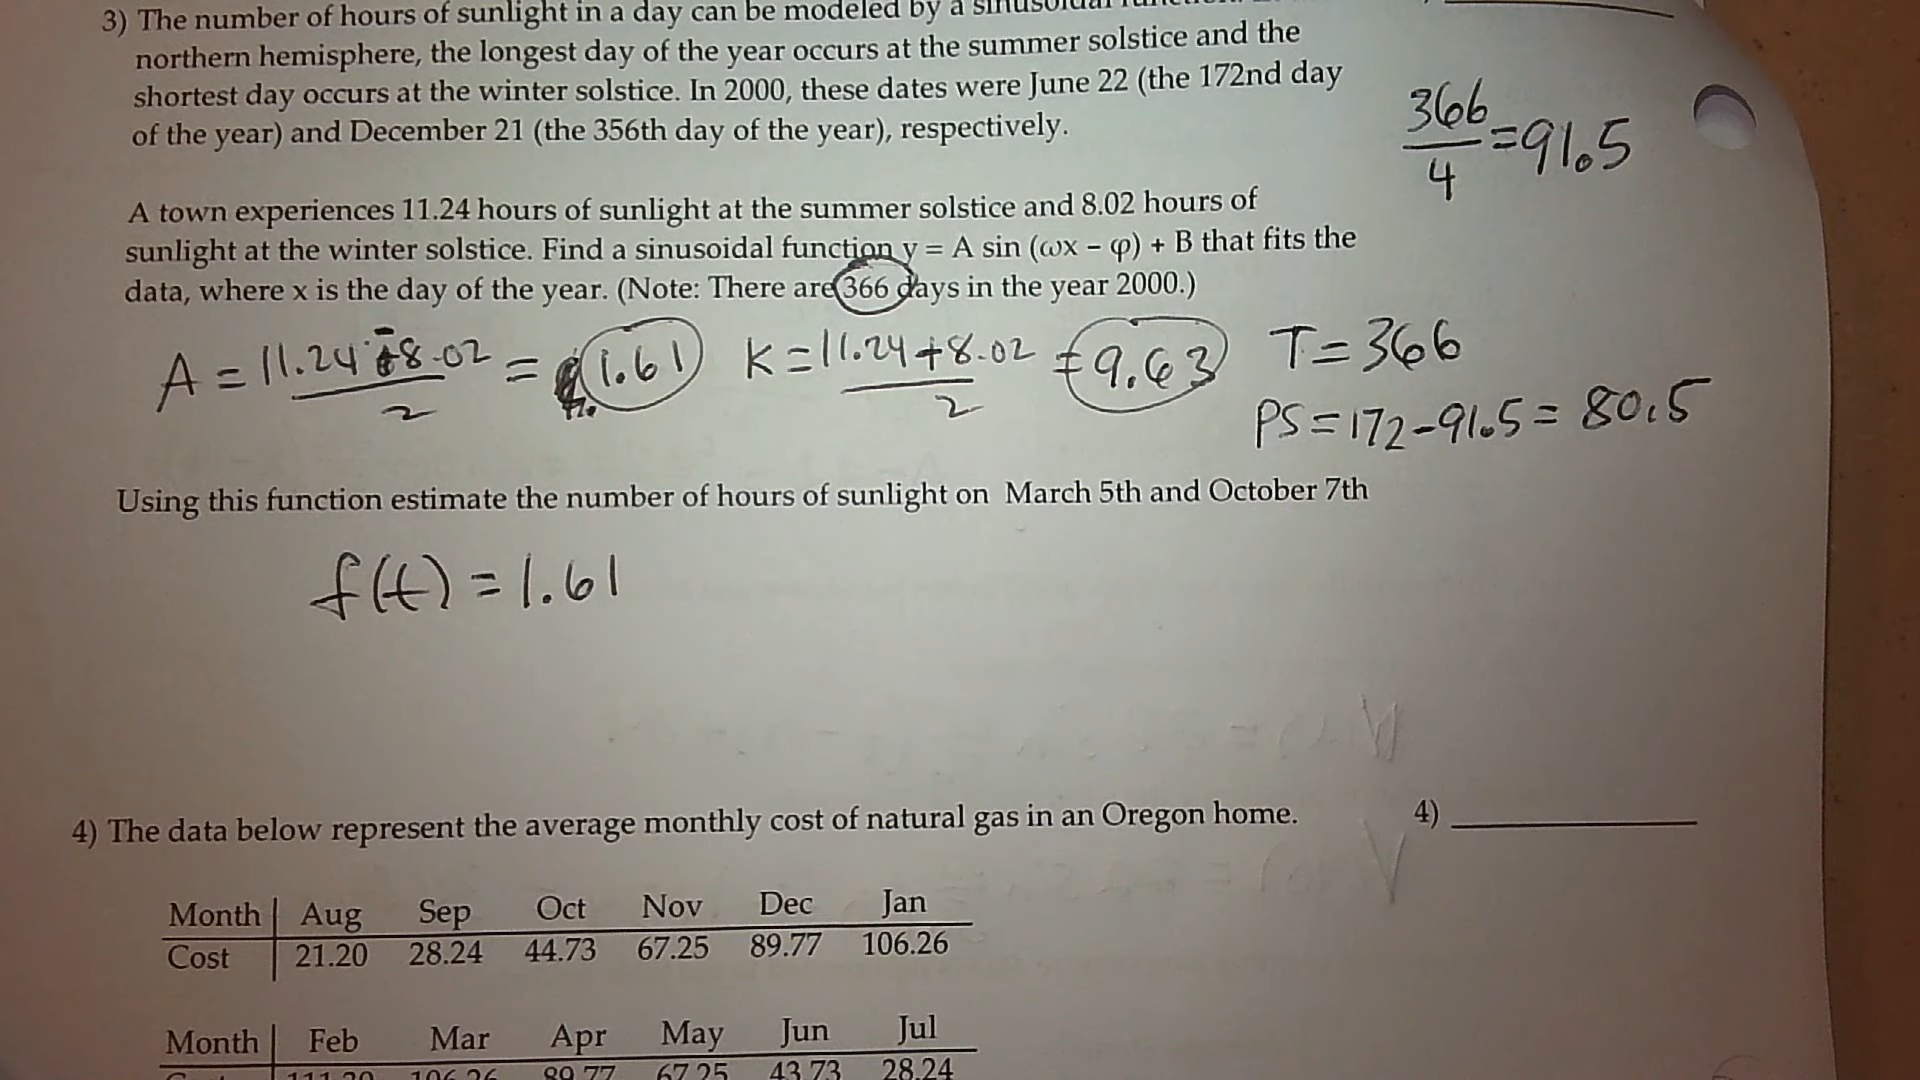 3) The number of hours of sunlight in a day can be modeled by a sinusoidal function.
northern hemisphere, the longest day of the year occurs at the summer solstice and the
shortest day occurs at the winter solstice. In 2000, these dates were June 22 (the 172nd day
of the year) and December 21 (the 356th day of the year), respectively.
366/4 = 91.5
A town experiences 11.24 hours of sunlight at the summer solstice and 8.02 hours of
sunlight at the winter solstice. Find a sinusoidal function y = A sin (ωx - φ) + B that fits the
data, where x is the day of the year. (Note: There are 366 days in the year 2000.)
A = 11.24 - 8.02 / 2 = 1.61 K = 11.24 + 8.02 / 2 = 9.63 T = 366
PS = 172 - 91.5 = 80.5
Using this function estimate the number of hours of sunlight on March 5th and October 7th
f(t) = 1.61
4) The data below represent the average monthly cost of natural gas in an Oregon home. 4)
Month Aug Sep Oct Nov Dec Jan
Cost 21.20 28.24 44.73 67.25 89.77 106.26
Month Feb Mar Apr May Jun Jul
111.20 106.26 89.77 67.25 43.73 28.24